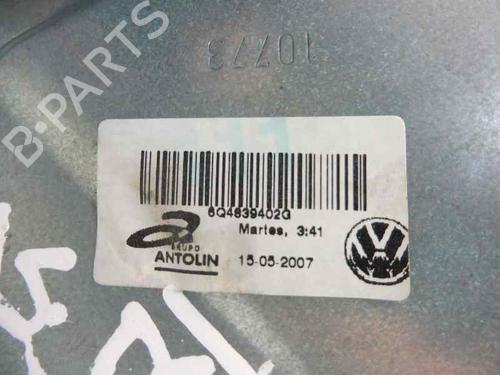 10773
B-PARTS
6Q4839402G
Martes, 3:41
GRUPO
ANTOLIN
15-05-2007